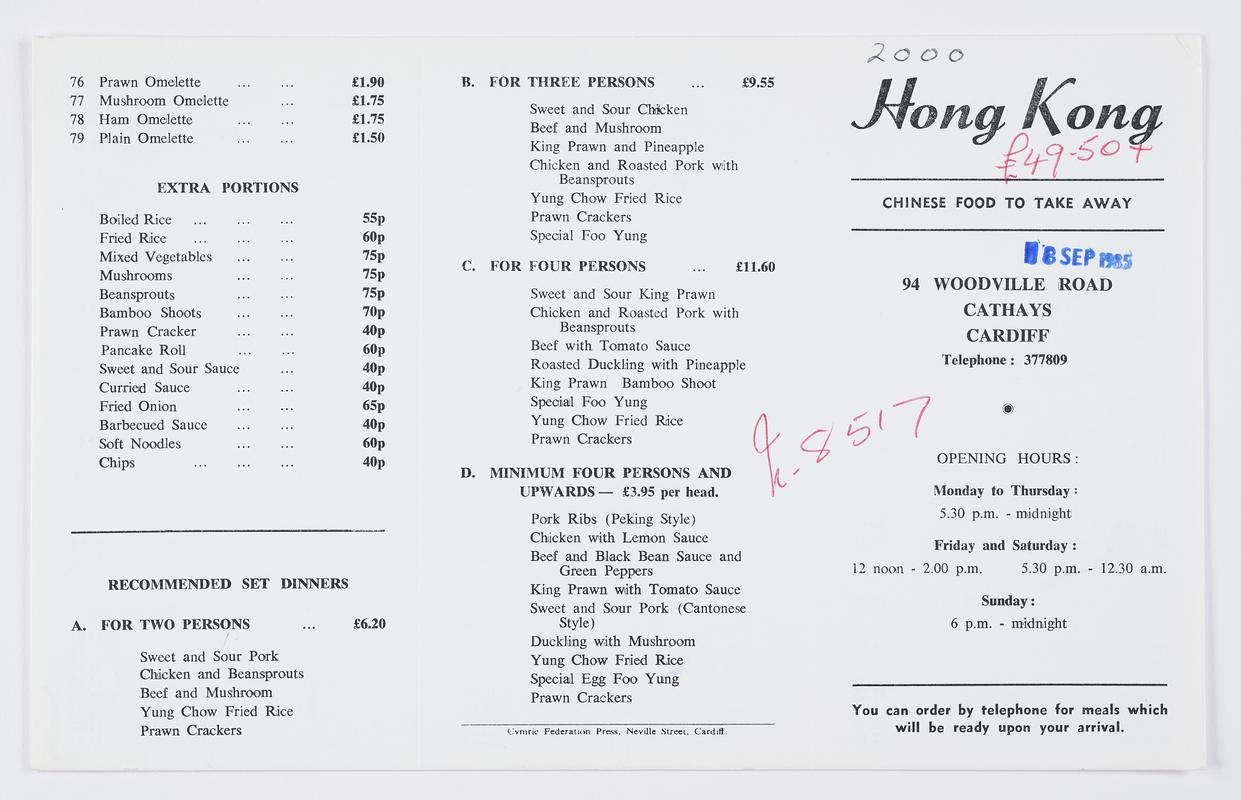 76 Prawn Omelette ... ... £1.90
77 Mushroom Omelette ... £1.75
78 Ham Omelette ... ... £1.75
79 Plain Omelette ... ... £1.50
EXTRA PORTIONS
Boiled Rice ... ... ... 55p
Fried Rice ... ... ... 60p
Mixed Vegetables ... ... 75p
Mushrooms ... ... 75p
Beansprouts ... ... 75p
Bamboo Shoots ... ... 70p
Prawn Cracker ... ... 40p
Pancake Roll ... ... 60p
Sweet and Sour Sauce ... 40p
Curried Sauce ... ... 40p
Fried Onion ... ... 65p
Barbecued Sauce ... ... 40p
Soft Noodles ... ... 60p
Chips ... ... ... 40p
RECOMMENDED SET DINNERS
A. FOR TWO PERSONS ... £6.20
Sweet and Sour Pork
Chicken and Beansprouts
Beef and Mushroom
Yung Chow Fried Rice
Prawn Crackers
B. FOR THREE PERSONS ... £9.55
Sweet and Sour Chicken
Beef and Mushroom
King Prawn and Pineapple
Chicken and Roasted Pork with
Beansprouts
Yung Chow Fried Rice
Prawn Crackers
Special Foo Yung
C. FOR FOUR PERSONS ... £11.60
Sweet and Sour King Prawn
Chicken and Roasted Pork with
Beansprouts
Beef with Tomato Sauce
Roasted Duckling with Pineapple
King Prawn Bamboo Shoot
Special Foo Yung
Yung Chow Fried Rice
Prawn Crackers
D. MINIMUM FOUR PERSONS AND
UPWARDS — £3.95 per head.
Pork Ribs (Peking Style)
Chicken with Lemon Sauce
Beef and Black Bean Sauce and
Green Peppers
King Prawn with Tomato Sauce
Sweet and Sour Pork (Cantonese
Style)
Duckling with Mushroom
Yung Chow Fried Rice
Special Egg Foo Yung
Prawn Crackers
Cymric Federation Press, Neville Street, Cardiff.
2000
Hong Kong
£49-50+
CHINESE FOOD TO TAKE AWAY
8 SEP 1985
94 WOODVILLE ROAD
CATHAYS
CARDIFF
Telephone : 377809
8517
OPENING HOURS :
Monday to Thursday :
5.30 p.m. - midnight
Friday and Saturday :
12 noon - 2.00 p.m. 5.30 p.m. - 12.30 a.m.
Sunday :
6 p.m. - midnight
You can order by telephone for meals which
will be ready upon your arrival.